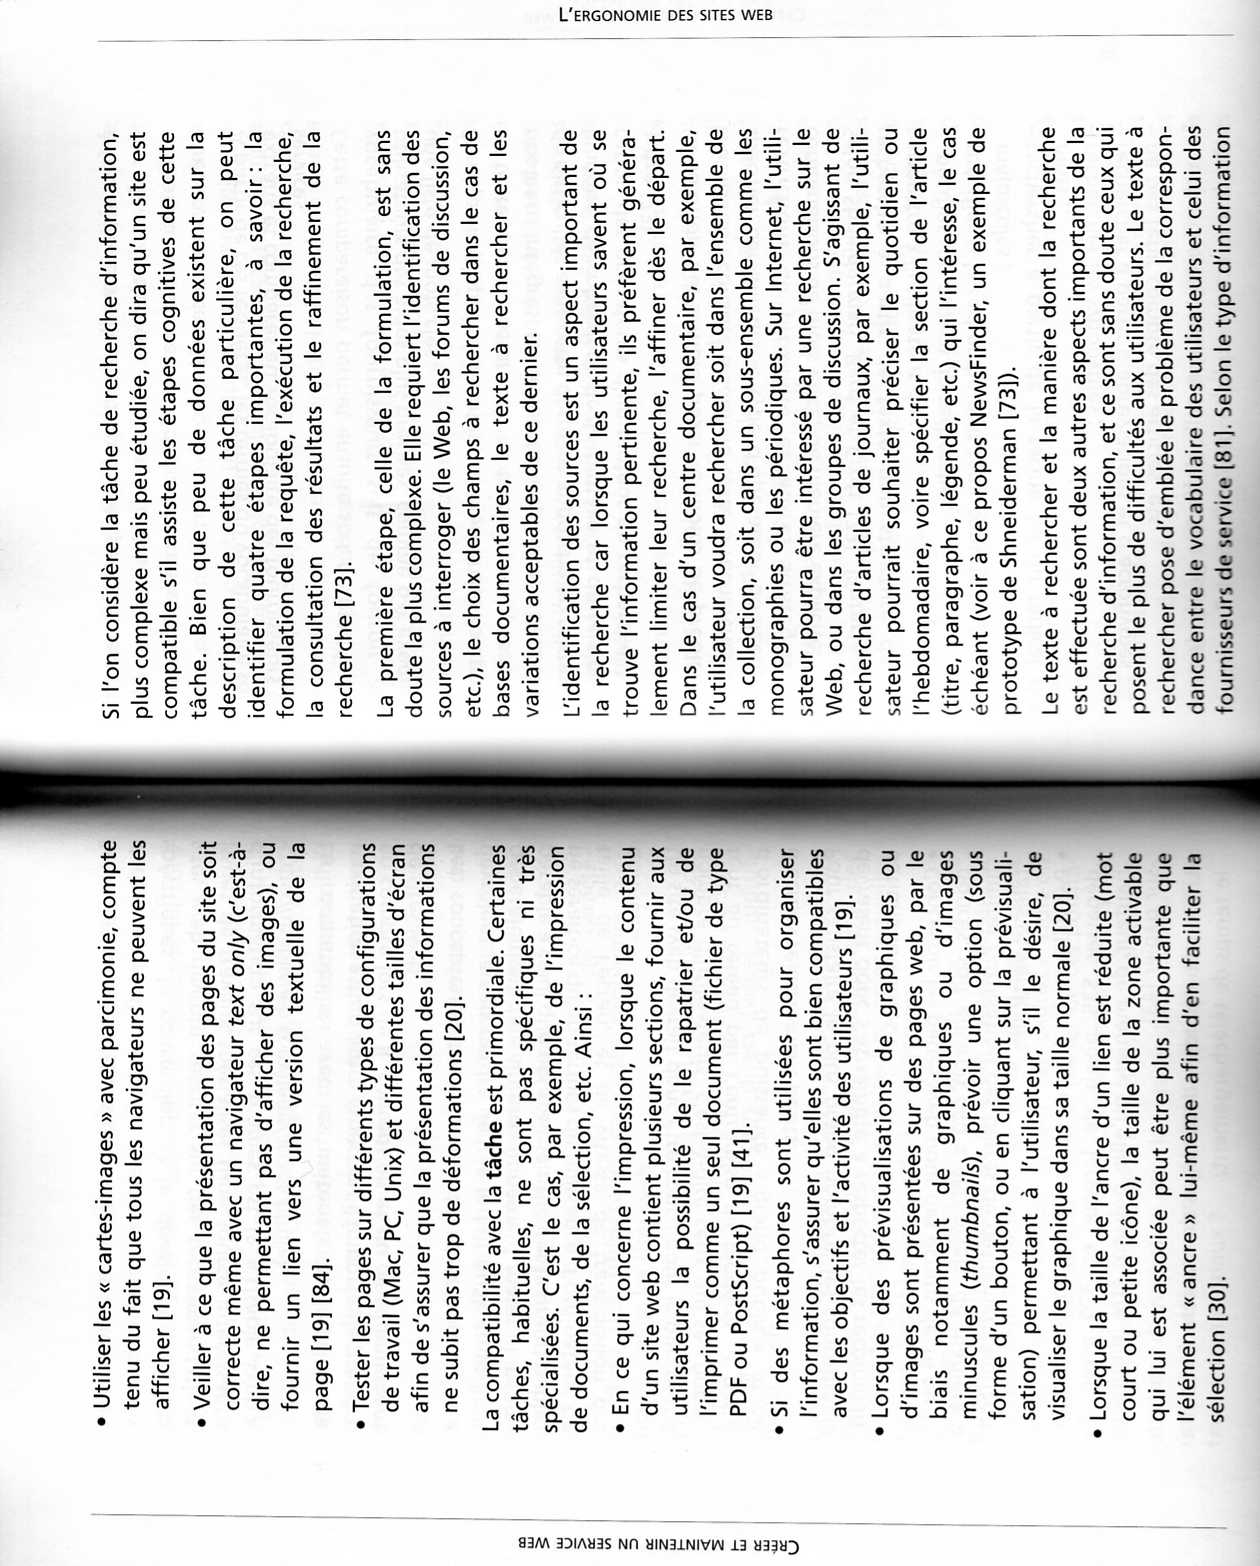 CRÉER ET MAINTENIR UN SERVICE WEB
• Utiliser les « cartes-images » avec parcimonie, compte
tenu du fait que tous les navigateurs ne peuvent les
afficher [19].
• Veiller à ce que la présentation des pages du site soit
correcte même avec un navigateur text only (c'est-à-
dire, ne permettant pas d'afficher des images), ou
fournir un lien vers une version textuelle de la
page [19] [84].
• Tester les pages sur différents types de configurations
de travail (Mac, PC, Unix) et différentes tailles d'écran
afin de s'assurer que la présentation des informations
ne subit pas trop de déformations [20].
La compatibilité avec la tâche est primordiale. Certaines
tâches, habituelles, ne sont pas spécifiques ni très
spécialisées. C'est le cas, par exemple, de l'impression
de documents, de la sélection, etc. Ainsi :
• En ce qui concerne l'impression, lorsque le contenu
d'un site web contient plusieurs sections, fournir aux
utilisateurs la possibilité de le rapatrier et/ou de
l'imprimer comme un seul document (fichier de type
PDF ou PostScript) [19] [41].
• Si des métaphores sont utilisées pour organiser
l'information, s'assurer qu'elles sont bien compatibles
avec les objectifs et l'activité des utilisateurs [19].
• Lorsque des prévisualisations de graphiques ou
d'images sont présentées sur des pages web, par le
biais notamment de graphiques ou d'images
minuscules (thumbnails), prévoir une option (sous
forme d'un bouton, ou en cliquant sur la prévisuali-
sation) permettant à l'utilisateur, s'il le désire, de
visualiser le graphique dans sa taille normale [20].
• Lorsque la taille de l'ancre d'un lien est réduite (mot
court ou petite icône), la taille de la zone activable
qui lui est associée peut être plus importante que
l'élément « ancre » lui-même afin d'en faciliter la
sélection [30].
L'ERGONOMIE DES SITES WEB
Si l'on considère la tâche de recherche d'information,
plus complexe mais peu étudiée, on dira qu'un site est
compatible s'il assiste les étapes cognitives de cette
tâche. Bien que peu de données existent sur la
description de cette tâche particulière, on peut
identifier quatre étapes importantes, à savoir : la
formulation de la requête, l'exécution de la recherche,
la consultation des résultats et le raffinement de la
recherche [73].
La première étape, celle de la formulation, est sans
doute la plus complexe. Elle requiert l'identification des
sources à interroger (le Web, les forums de discussion,
etc.), le choix des champs à rechercher dans le cas de
bases documentaires, le texte à rechercher et les
variations acceptables de ce dernier.
L'identification des sources est un aspect important de
la recherche car lorsque les utilisateurs savent où se
trouve l'information pertinente, ils préfèrent généra-
lement limiter leur recherche, l'affiner dès le départ.
Dans le cas d'un centre documentaire, par exemple,
l'utilisateur voudra rechercher soit dans l'ensemble de
la collection, soit dans un sous-ensemble comme les
monographies ou les périodiques. Sur Internet, l'utili-
sateur pourra être intéressé par une recherche sur le
Web, ou dans les groupes de discussion. S'agissant de
recherche d'articles de journaux, par exemple, l'utili-
sateur pourrait souhaiter préciser le quotidien ou
l'hebdomadaire, voire spécifier la section de l'article
(titre, paragraphe, légende, etc.) qui l'intéresse, le cas
échéant (voir à ce propos NewsFinder, un exemple de
prototype de Shneiderman [73]).
Le texte à rechercher et la manière dont la recherche
est effectuée sont deux autres aspects importants de la
recherche d'information, et ce sont sans doute ceux qui
posent le plus de difficultés aux utilisateurs. Le texte à
rechercher pose d'emblée le problème de la correspon-
dance entre le vocabulaire des utilisateurs et celui des
fournisseurs de service [81]. Selon le type d'information